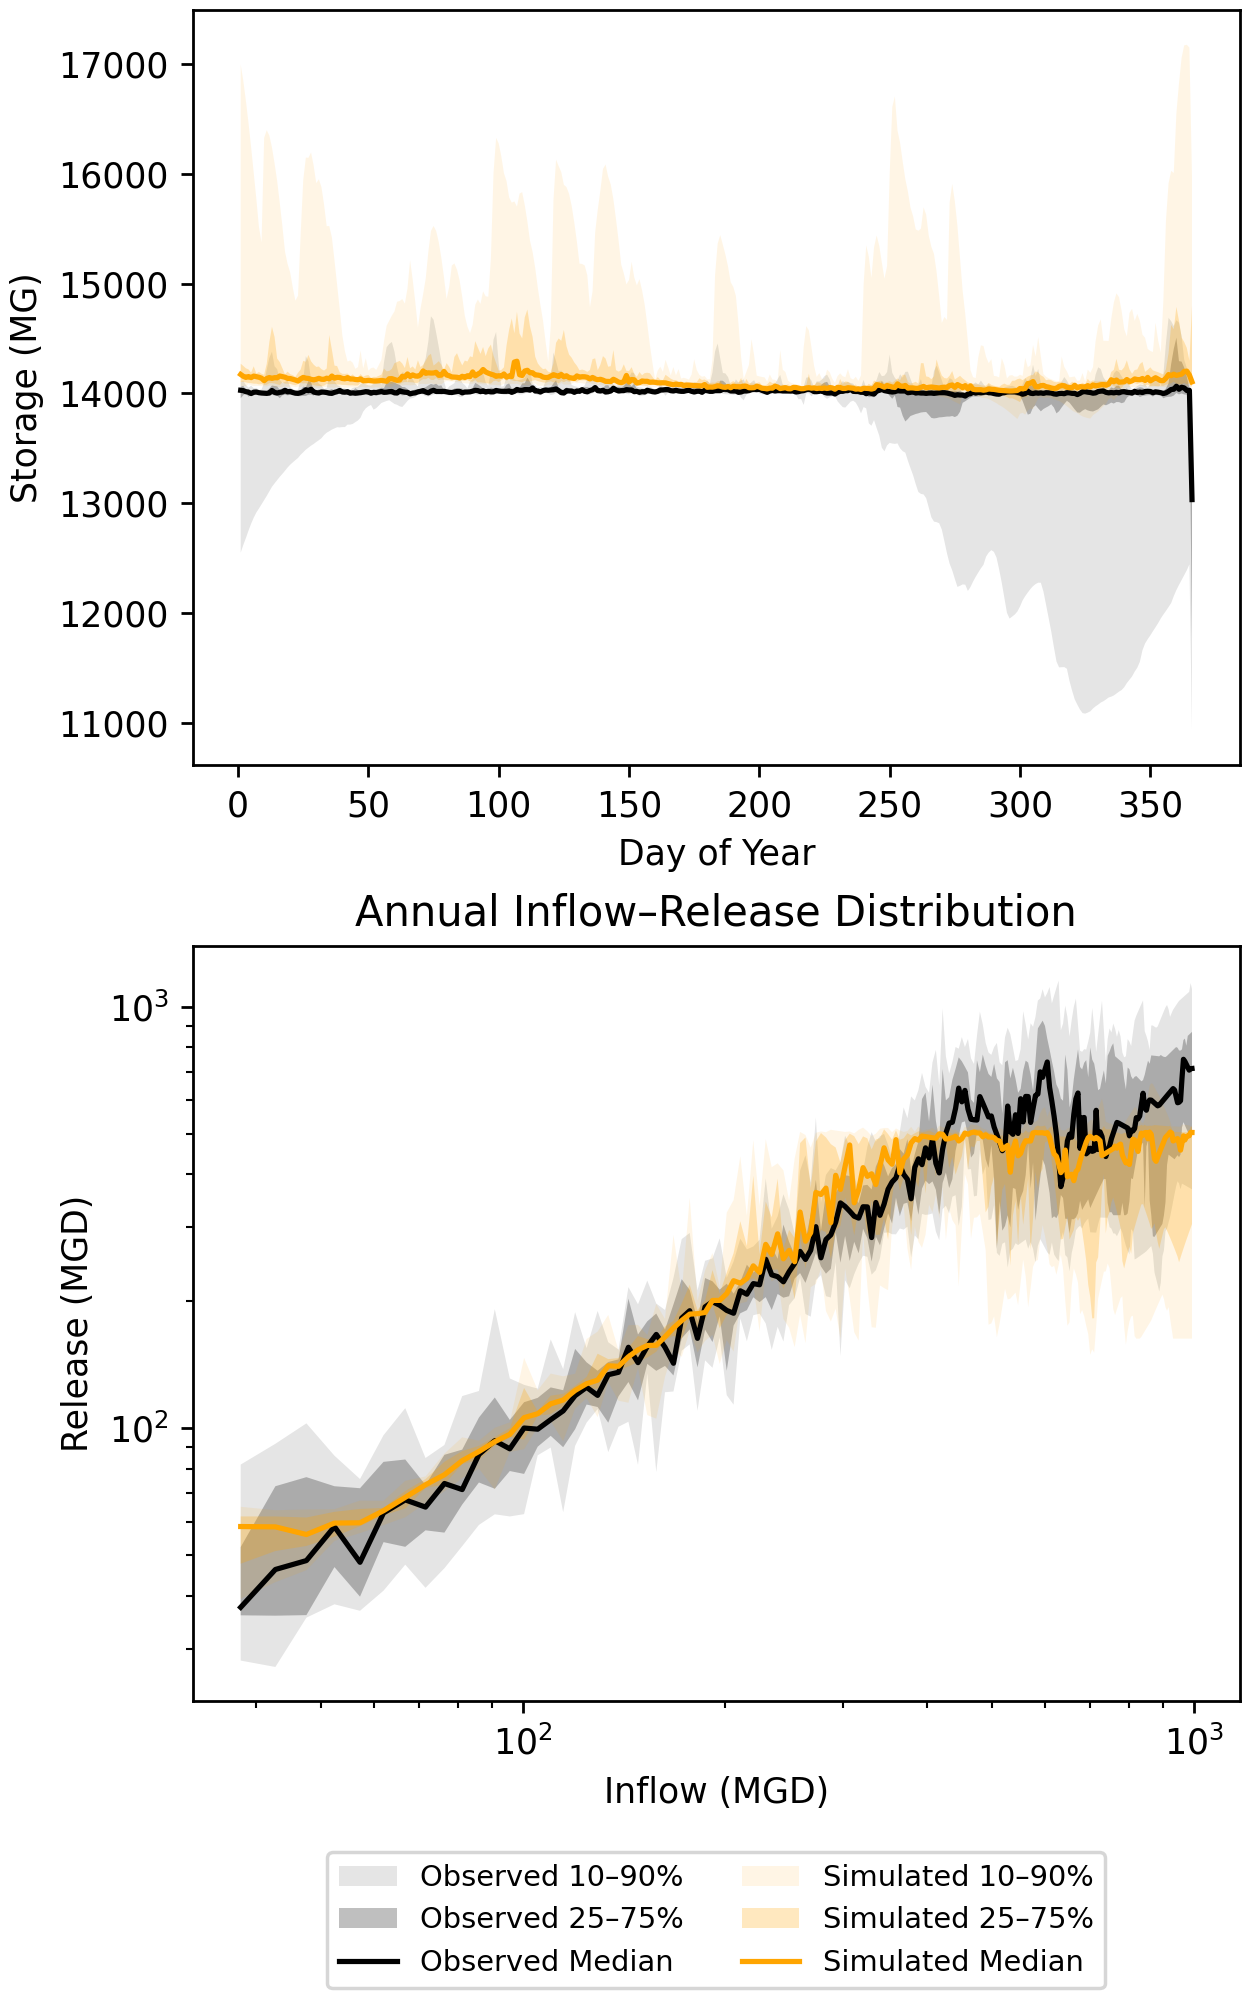 17000
16000
15000
14000
13000
12000
11000
Storage (MG)
0 50 100 150 200 250 300 350
Day of Year
Annual Inflow–Release Distribution
10³
10²
Release (MGD)
10² 10³
Inflow (MGD)
Observed 10–90% Simulated 10–90%
Observed 25–75% Simulated 25–75%
Observed Median Simulated Median